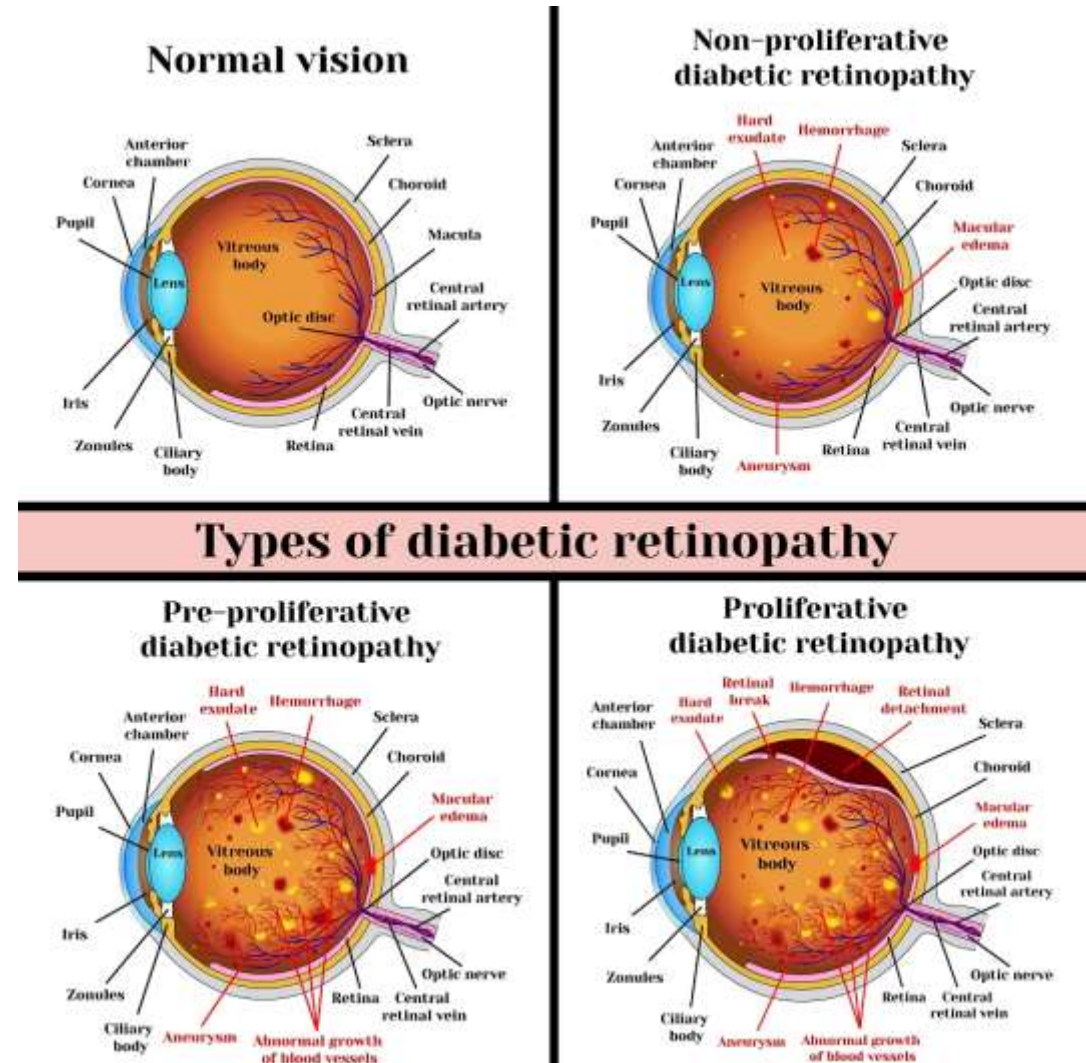 Normal vision
Anterior
chamber
Sclera
Cornea
Choroid
Pupil
Macula
Vitreous
body
Lens
Central
retinal artery
Optic disc
Iris
Optic nerve
Central
retinal vein
Zonules
Ciliary
body
Retina
Non-proliferative
diabetic retinopathy
Hard
exudate
Hemorrhage
Anterior
chamber
Sclera
Cornea
Choroid
Pupil
Macular
edema
Lens
Vitreous
body
Optic disc
Central
retinal artery
Iris
Optic nerve
Zonules
Central
retinal vein
Ciliary
body
Retina
Aneurysm
Types of diabetic retinopathy
Pre-proliferative
diabetic retinopathy
Hard
exudate
Hemorrhage
Anterior
chamber
Sclera
Cornea
Choroid
Pupil
Macular
edema
Lens
Vitreous
body
Optic disc
Central
retinal artery
Iris
Optic nerve
Zonules
Retina
Central
retinal vein
Ciliary
body
Aneurysm
Abnormal growth
of blood vessels
Proliferative
diabetic retinopathy
Hard
exudate
Retinal
break
Hemorrhage
Retinal
detachment
Anterior
chamber
Sclera
Cornea
Choroid
Macular
edema
Pupil
Lens
Vitreous
body
Optic disc
Central
retinal artery
Iris
Zonules
Optic nerve
Retina
Central
retinal vein
Ciliary
body
Aneurysm
Abnormal growth
of blood vessels